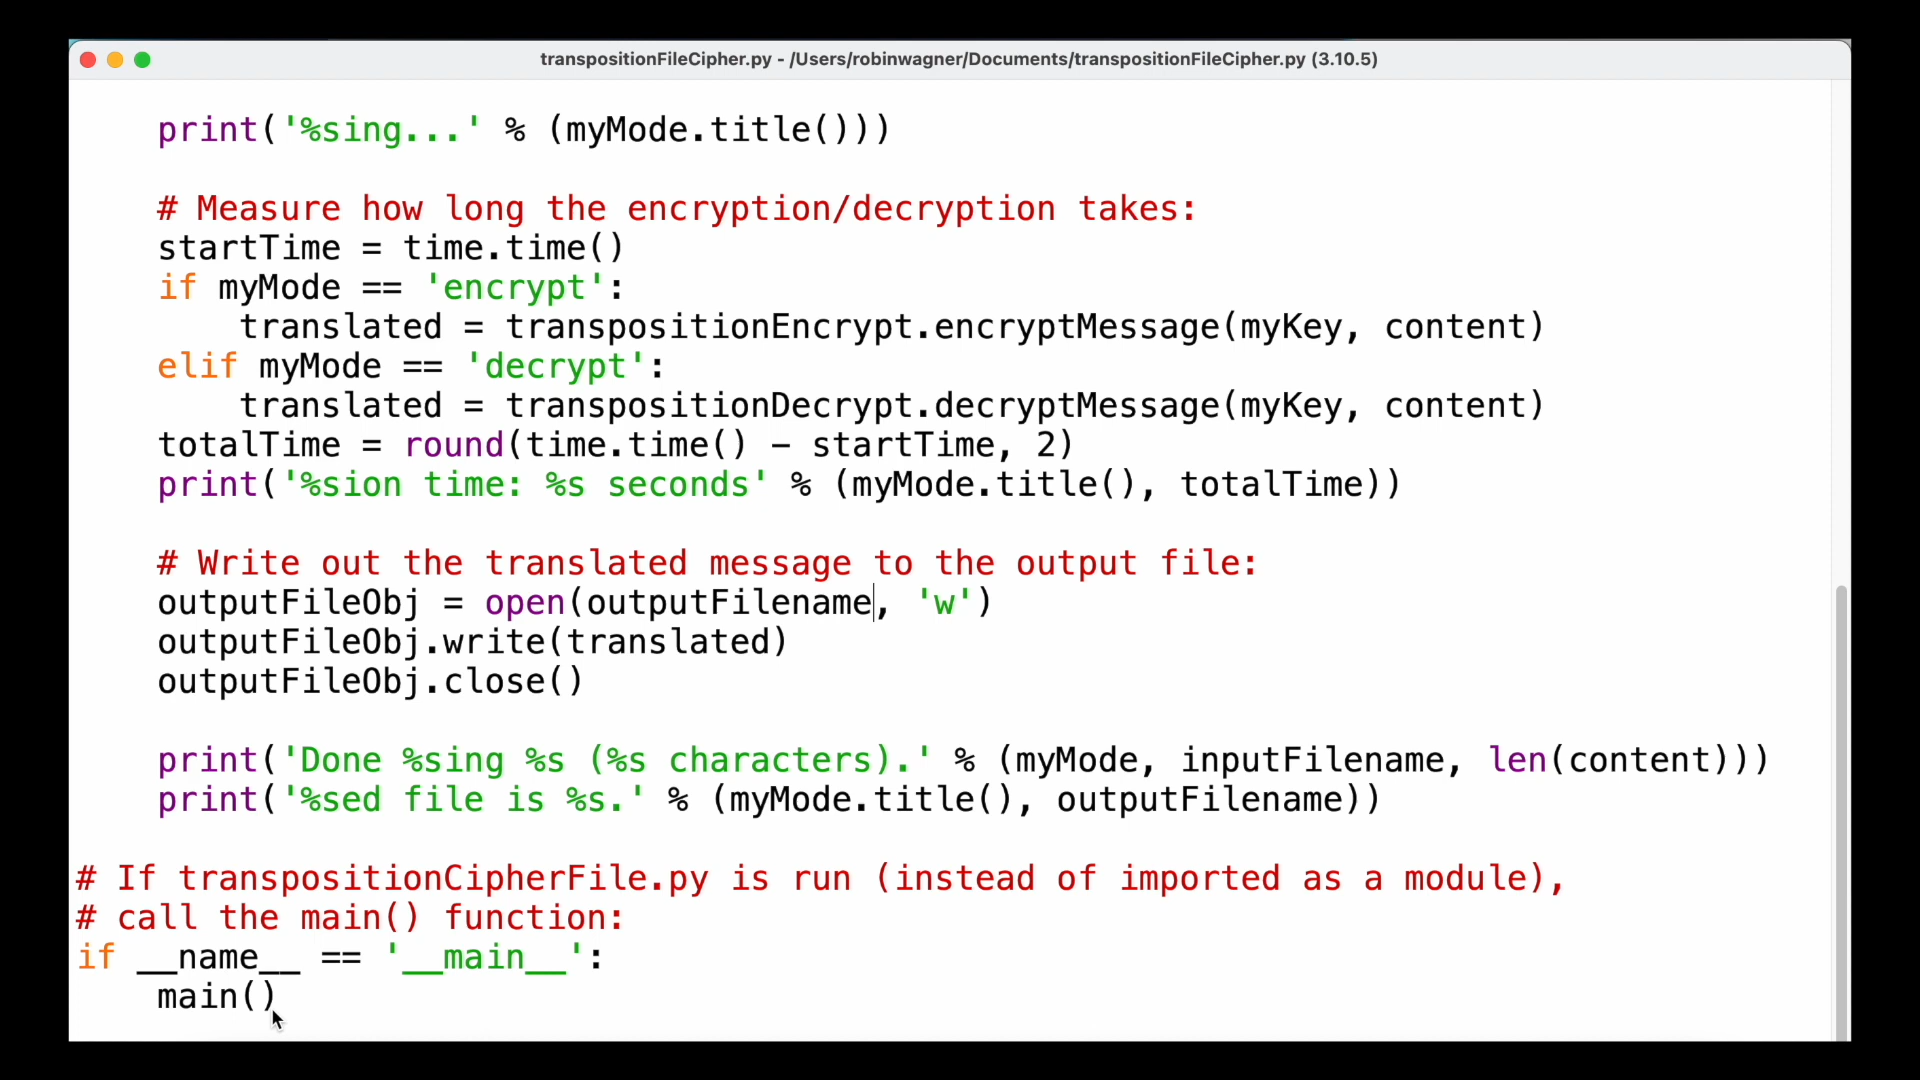 transpositionFileCipher.py - /Users/robinwagner/Documents/transpositionFileCipher.py (3.10.5)
    print('%sing...' % (myMode.title()))
    # Measure how long the encryption/decryption takes:
    startTime = time.time()
    if myMode == 'encrypt':
        translated = transpositionEncrypt.encryptMessage(myKey, content)
    elif myMode == 'decrypt':
        translated = transpositionDecrypt.decryptMessage(myKey, content)
    totalTime = round(time.time() - startTime, 2)
    print('%sion time: %s seconds' % (myMode.title(), totalTime))
    # Write out the translated message to the output file:
    outputFileObj = open(outputFilename, 'w')
    outputFileObj.write(translated)
    outputFileObj.close()
    print('Done %sing %s (%s characters).' % (myMode, inputFilename, len(content)))
    print('%sed file is %s.' % (myMode.title(), outputFilename))
# If transpositionCipherFile.py is run (instead of imported as a module),
# call the main() function:
if __name__ == '__main__':
    main()